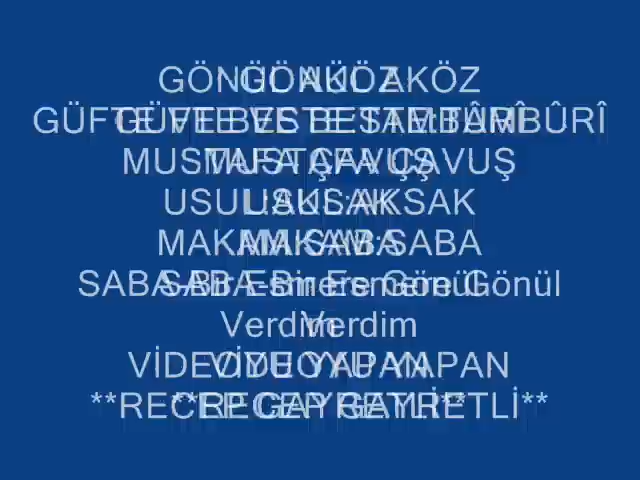 GÖNÜL AKÖZ
GÜFTE VE BESTE TAMBÛRÎ
MUSTAFA ÇAVUŞ
USUL:AKSAK
MAKAM:SABA
SABA-Bir Esmere Gönül
Verdim
VİDEOYU YAPAN
**RECEP GAYRETLİ**